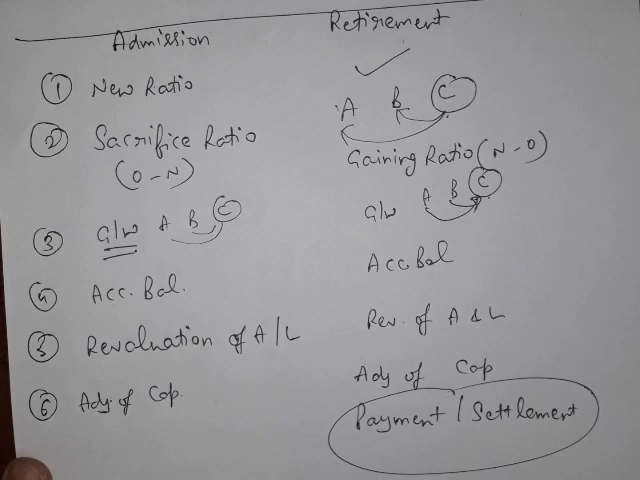 Admission Retirement
① New Ratio ✓
A B C
② Sacrifice Ratio
(O-N) Gaining Ratio (N-O)
③ G/w A B C G/w A B C
④ Acc. Bal. Acc Bal
⑤ Revaluation of A/L Rev. of A & L
⑥ Adj of Cap. Adj of Cap
Payment / Settlement